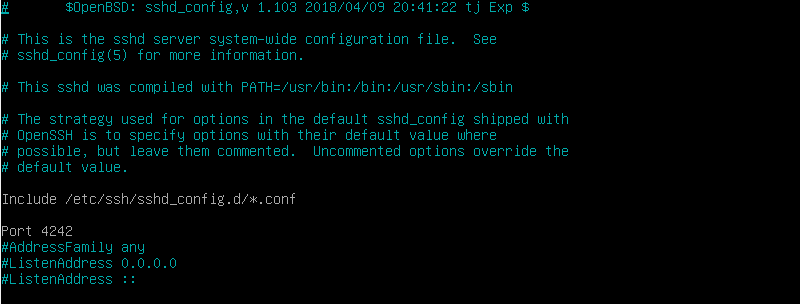 #       $OpenBSD: sshd_config,v 1.103 2018/04/09 20:41:22 tj Exp $

# This is the sshd server system-wide configuration file.  See
# sshd_config(5) for more information.

# This sshd was compiled with PATH=/usr/bin:/bin:/usr/sbin:/sbin

# The strategy used for options in the default sshd_config shipped with
# OpenSSH is to specify options with their default value where
# possible, but leave them commented.  Uncommented options override the
# default value.

Include /etc/ssh/sshd_config.d/*.conf

Port 4242
#AddressFamily any
#ListenAddress 0.0.0.0
#ListenAddress ::